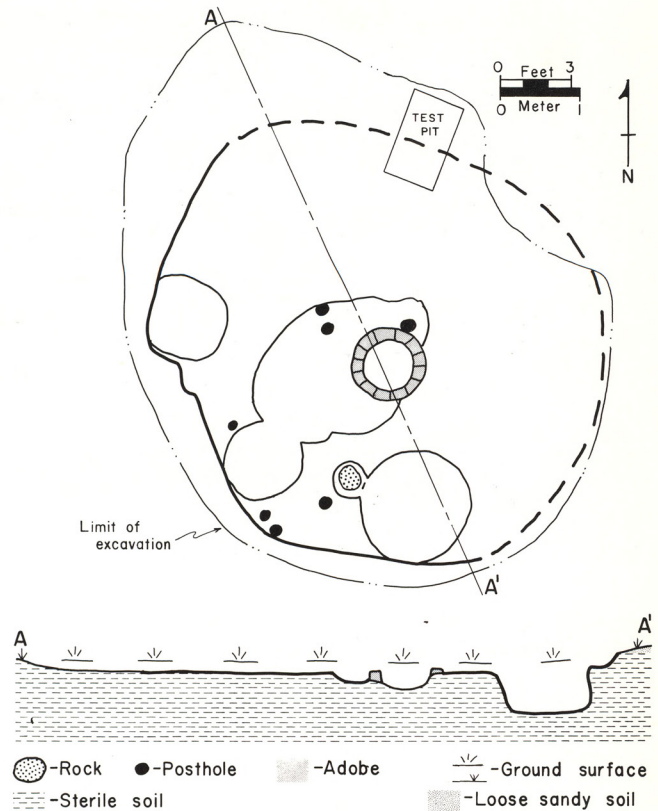 A
0 Feet 3
0 Meter 1
N
TEST
PIT
Limit of
excavation
A'
A
A'
-Rock
-Posthole
-Adobe
-Ground surface
-Sterile soil
-Loose sandy soil